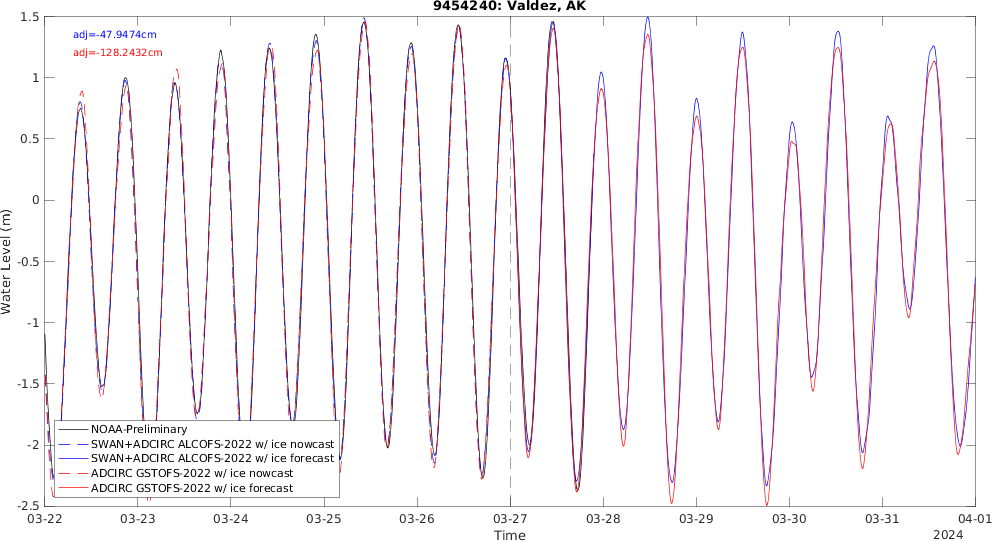 9454240: Valdez, AK
1.5
adj=-47.9474cm
adj=-128.2432cm
1
0.5
0
-0.5
-1
-1.5
-2
-2.5
Water Level (m)
NOAA-Preliminary
SWAN+ADCIRC ALCOFS-2022 w/ ice nowcast
SWAN+ADCIRC ALCOFS-2022 w/ ice forecast
ADCIRC GSTOFS-2022 w/ ice nowcast
ADCIRC GSTOFS-2022 w/ ice forecast
03-22 03-23 03-24 03-25 03-26 03-27 03-28 03-29 03-30 03-31 04-01
Time
2024